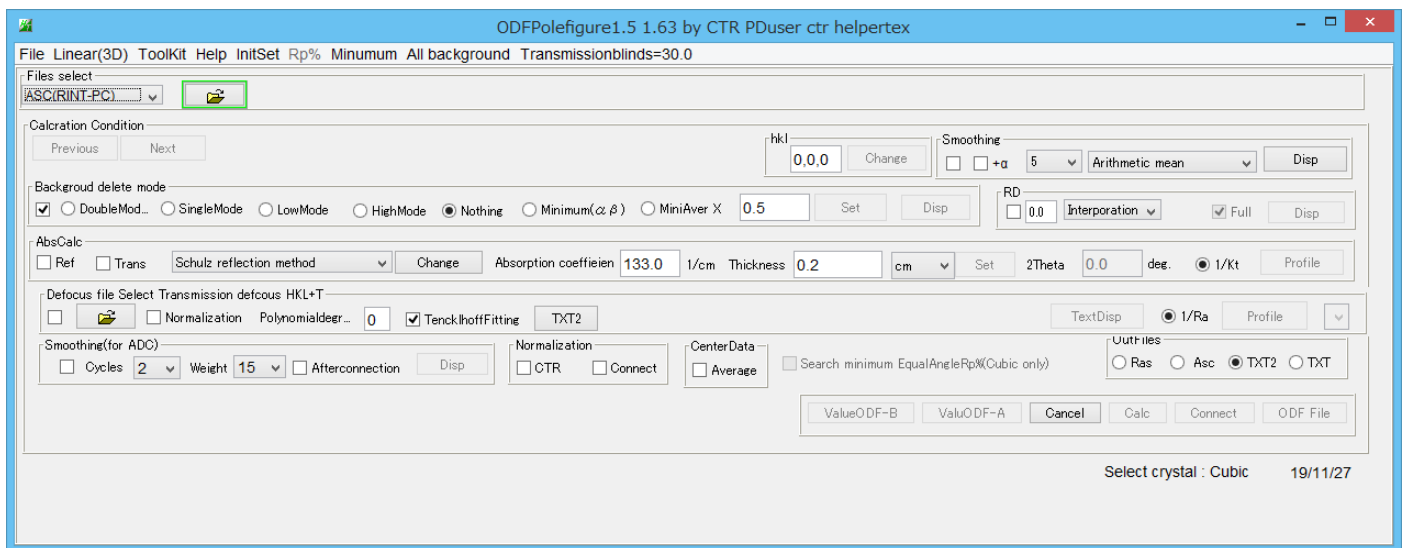 ODFPolefigure1.5 1.63 by CTR PDuser ctr helpertex
File Linear(3D) ToolKit Help InitSet Rp% Minumum All background Transmissionblinds=30.0
Files select
ASC(RINT-PC)
Calcration Condition
Previous Next
hkl
0,0,0 Change
Smoothing
+α 5 Arithmetic mean Disp
Backgroud delete mode
DoubleMod... SingleMode LowMode HighMode Nothing Minimum(α β) MiniAver X 0.5 Set Disp
RD
0.0 Interporation Full Disp
AbsCalc
Ref Trans Schulz reflection method Change Absorption coeffieien 133.0 1/cm Thickness 0.2 cm Set 2Theta 0.0 deg. 1/Kt Profile
Defocus file Select Transmission defcous HKL+T
Normalization Polynomialdegr... 0 TencklhoffFitting TXT2 TextDisp 1/Ra Profile
Smoothing(for ADC)
Cycles 2 Weight 15 Afterconnection Disp
Normalization
CTR Connect
CenterData
Average
Search minimum EqualAngleRp%(Cubic only)
OutFiles
Ras Asc TXT2 TXT
ValueODF-B ValuODF-A Cancel Calc Connect ODF File
Select crystal : Cubic 19/11/27